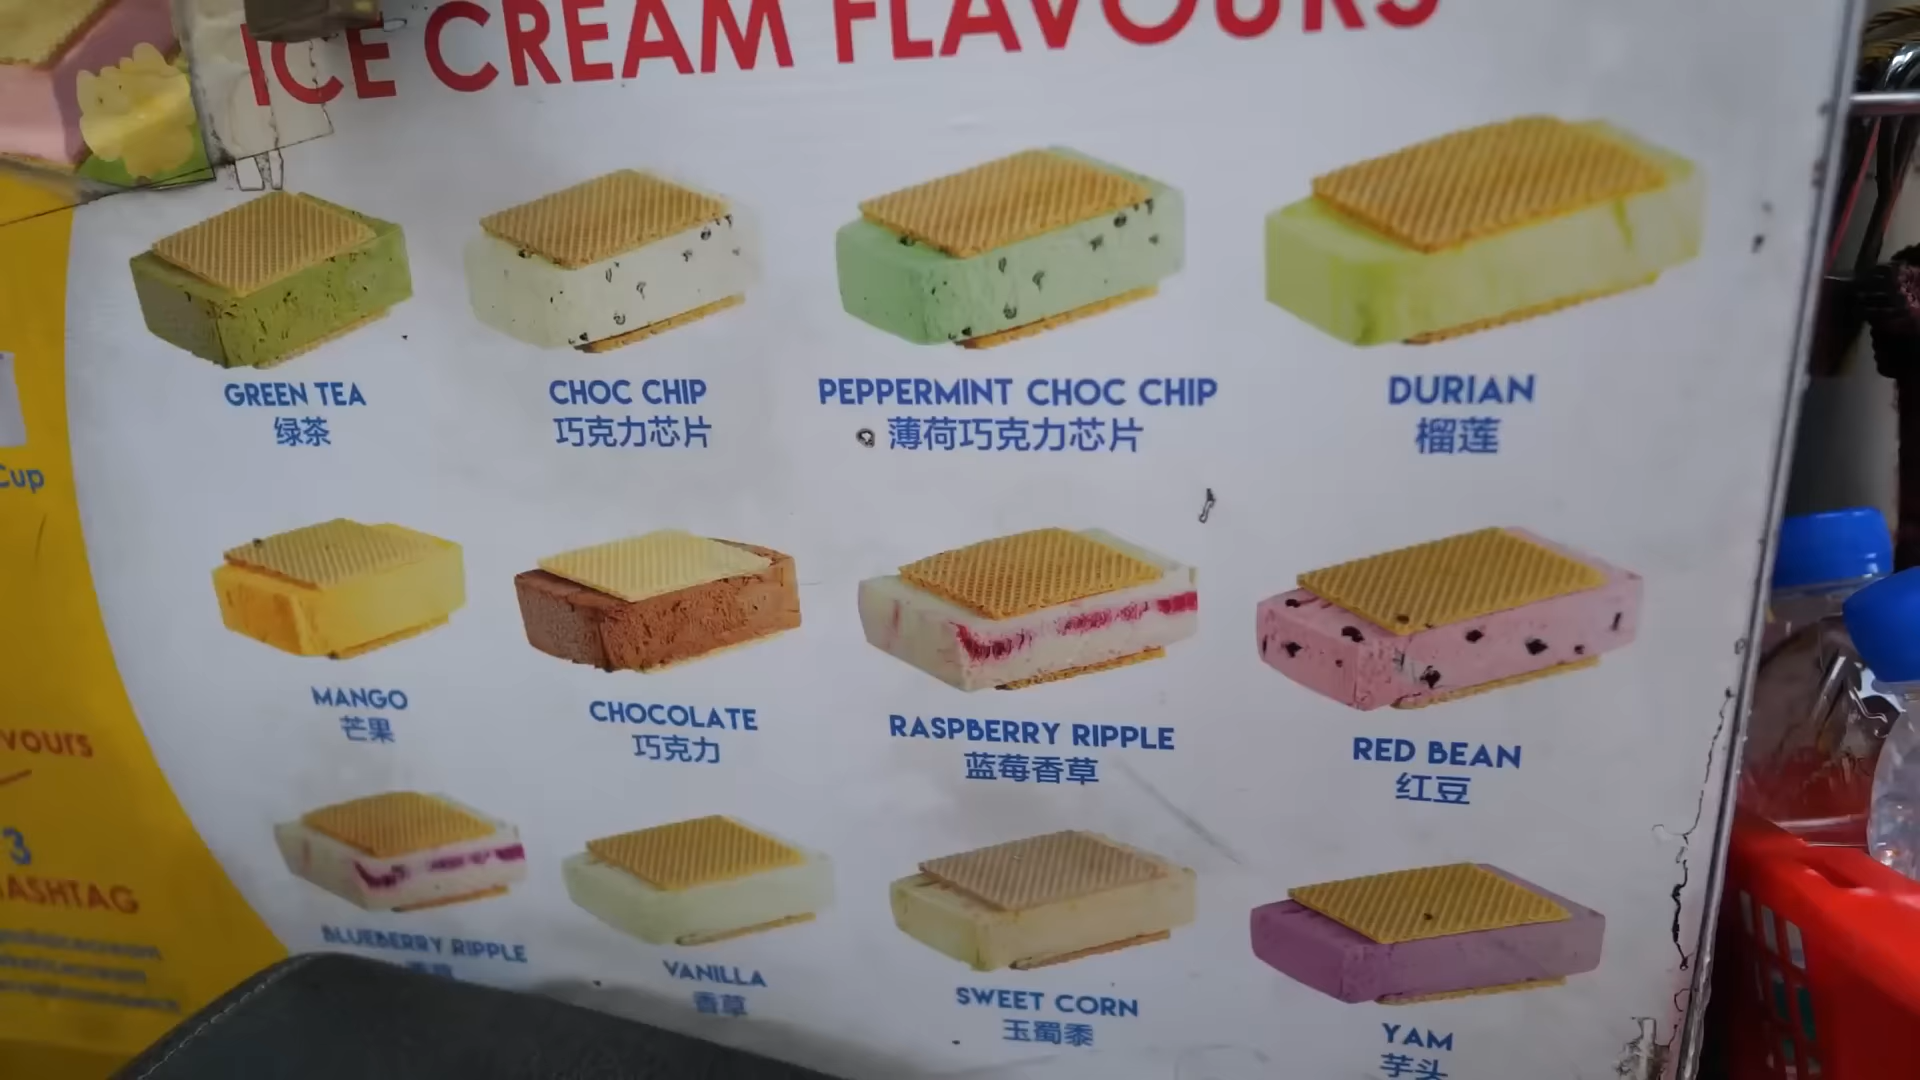 ICE CREAM FLAVOURS
GREEN TEA
绿茶
CHOC CHIP
巧克力芯片
PEPPERMINT CHOC CHIP
薄荷巧克力芯片
DURIAN
榴莲
Cup
MANGO
芒果
CHOCOLATE
巧克力
RASPBERRY RIPPLE
蓝莓香草
RED BEAN
红豆
vours
3
HASHTAG
BLUEBERRY RIPPLE
VANILLA
香草
SWEET CORN
玉蜀黍
YAM
芋头